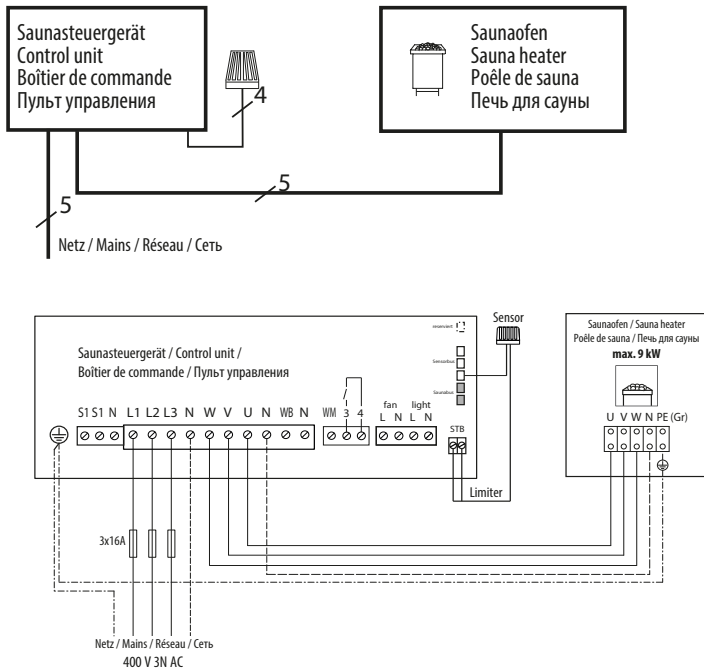 Saunasteuergerät
Control unit
Boîtier de commande
Пульт управления
4
Saunaofen
Sauna heater
Poêle de sauna
Печь для сауны
5
5
Netz / Mains / Réseau / Сеть
Saunasteuergerät / Control unit /
Boîtier de commande / Пульт управления
reserviert
Sensorbus
Saunabus
Sensor
Saunaofen / Sauna heater
Poêle de sauna / Печь для сауны
max. 9 kW
S1 S1 N L1 L2 L3 N W V U N WB N WM 3 4
fan light
L N L N
STB
U V W N PE (Gr)
Limiter
3x16A
Netz / Mains / Réseau / Сеть
400 V 3N AC